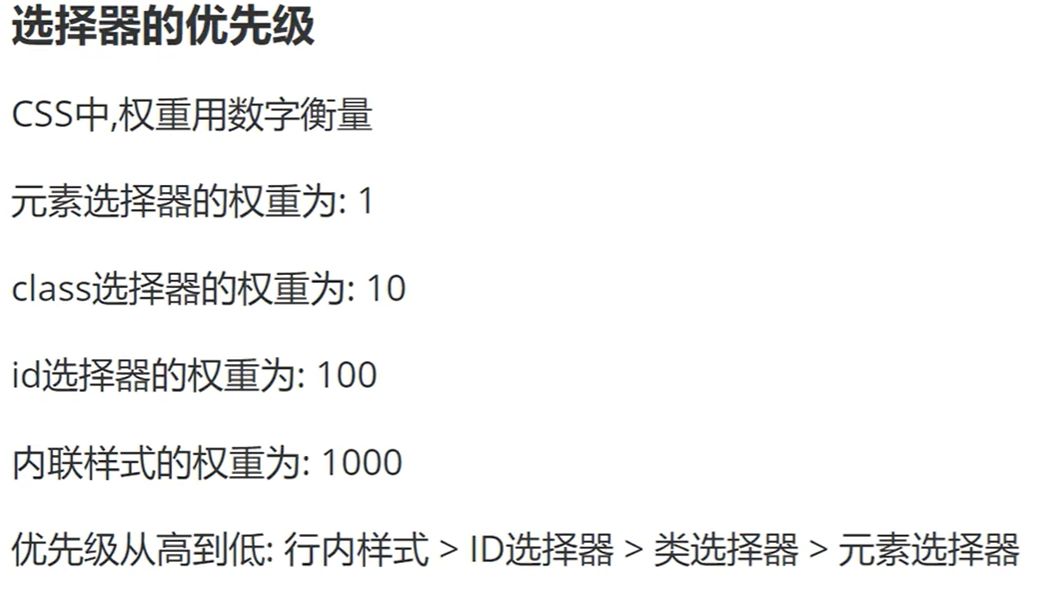 选择器的优先级
CSS中,权重用数字衡量
元素选择器的权重为: 1
class选择器的权重为: 10
id选择器的权重为: 100
内联样式的权重为: 1000
优先级从高到低: 行内样式 > ID选择器 > 类选择器 > 元素选择器